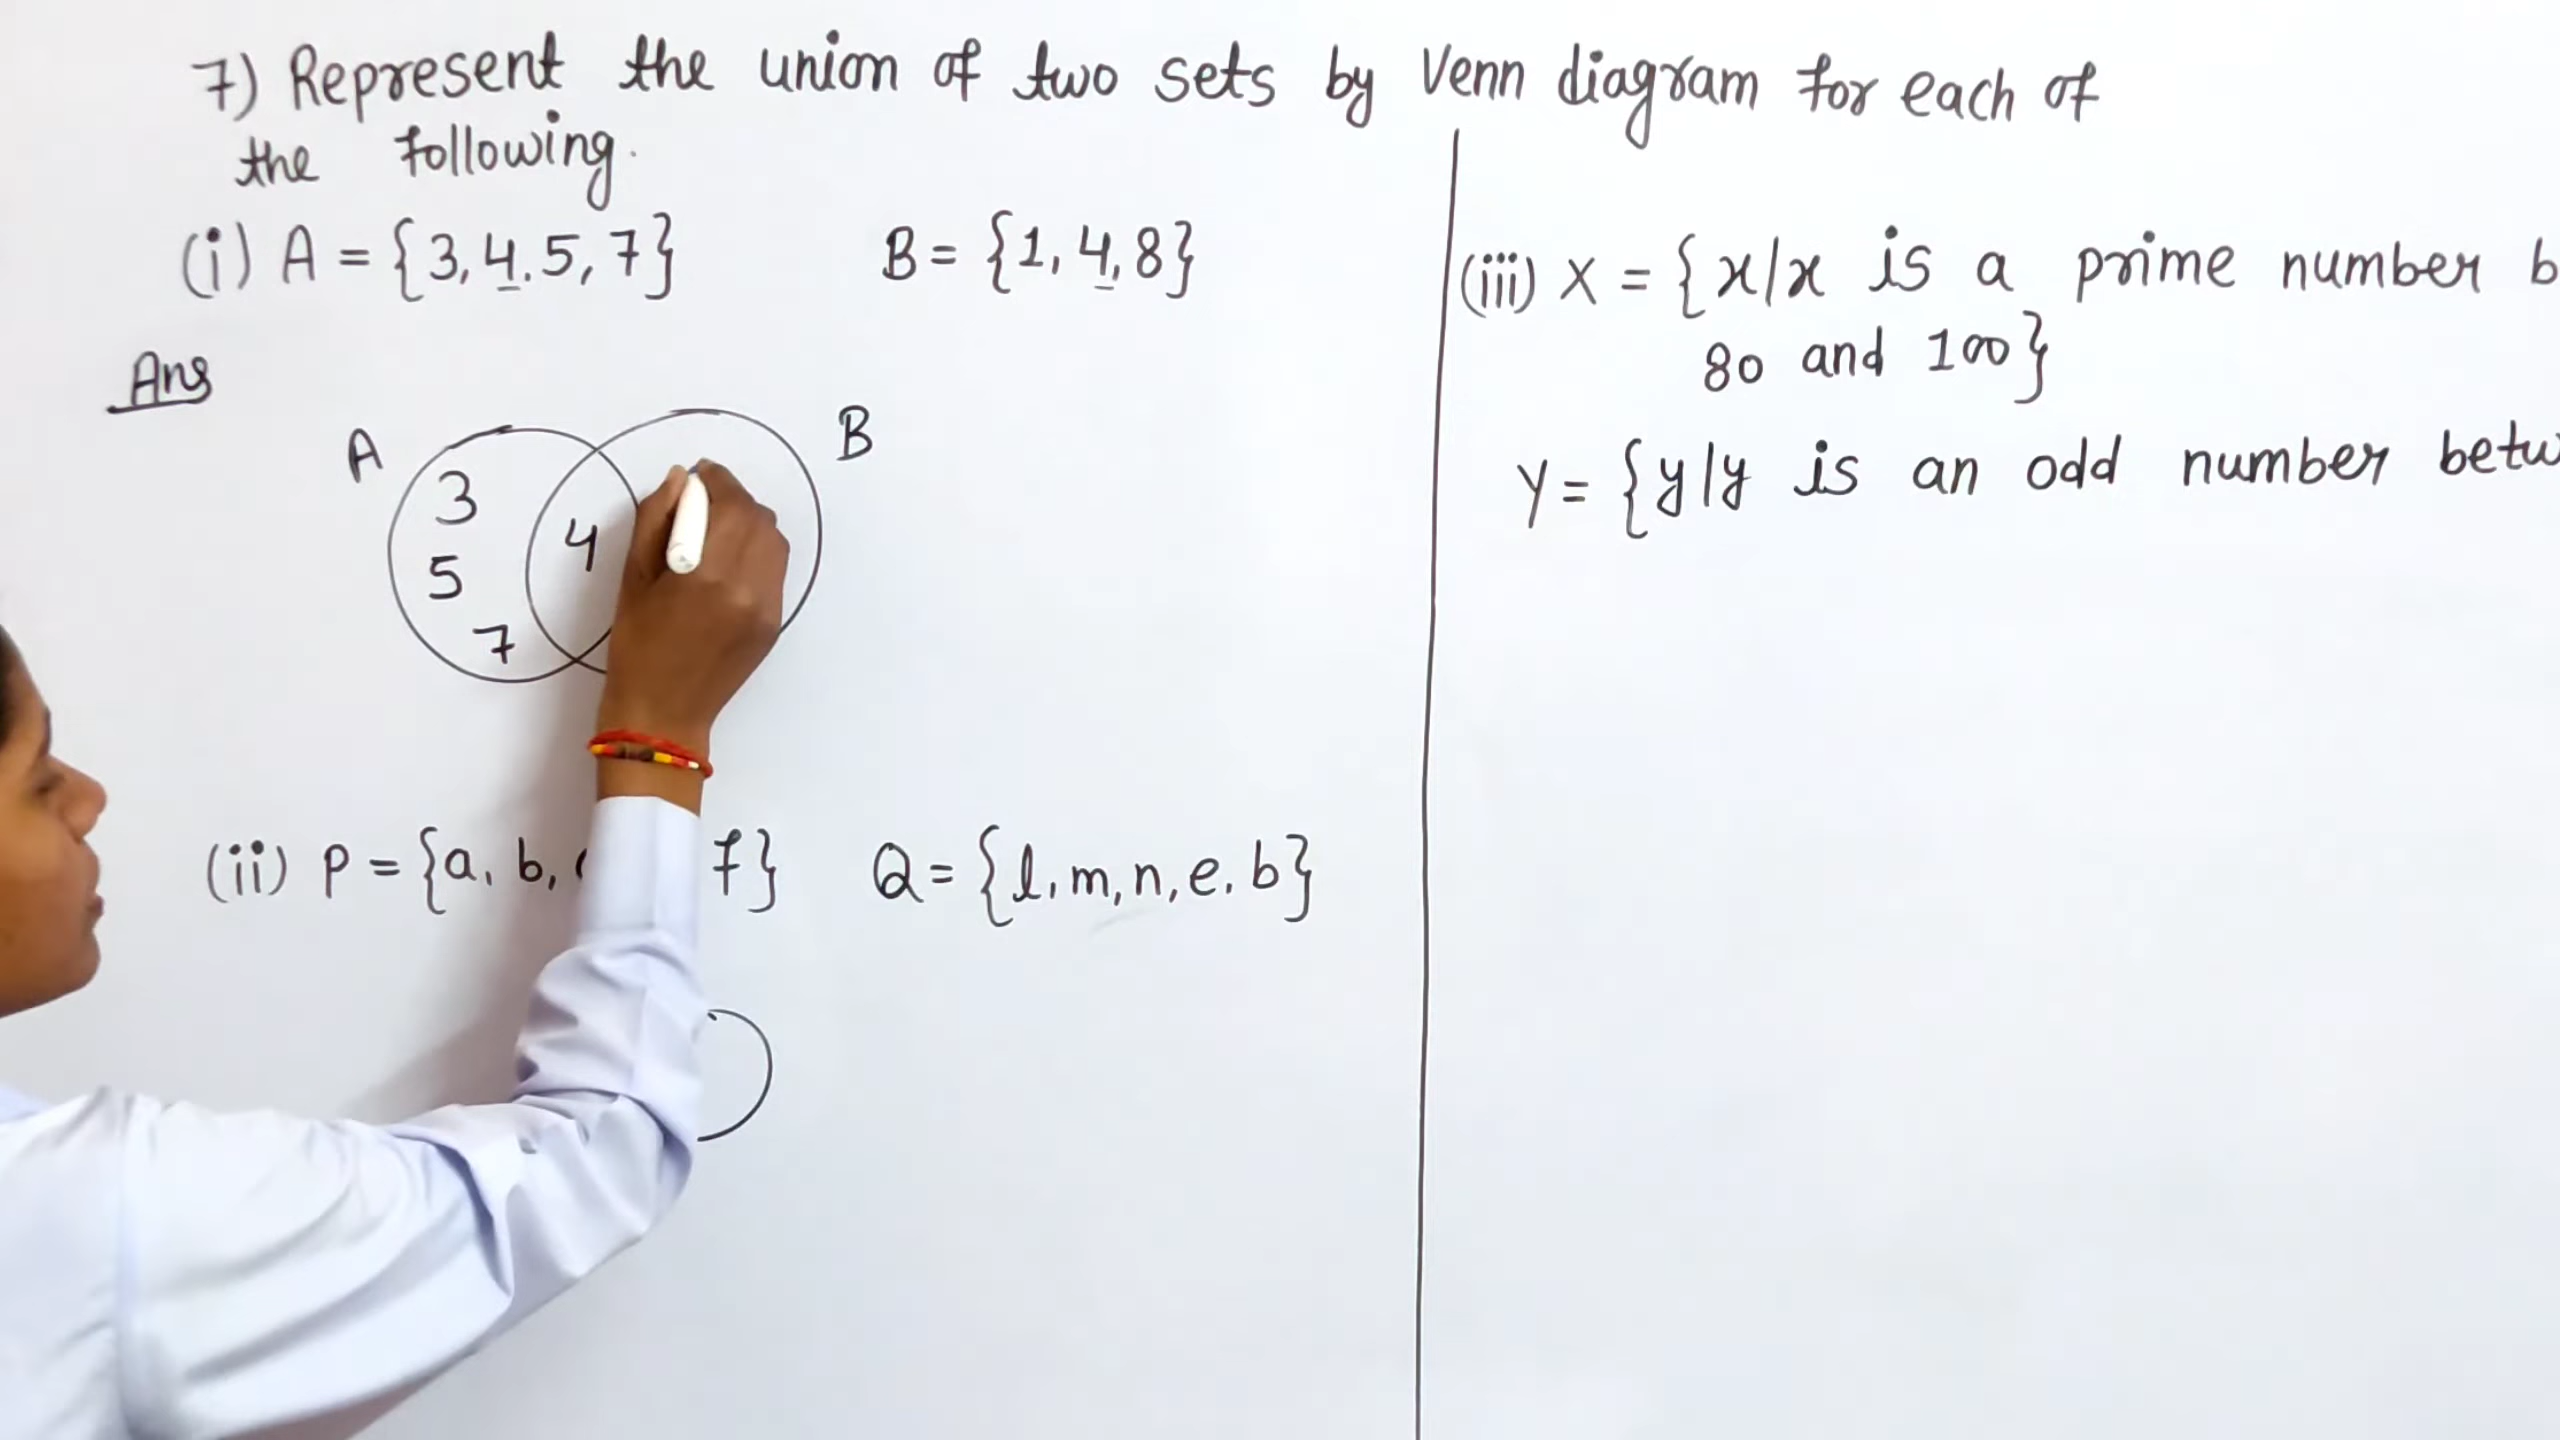 7) Represent the union of two sets by Venn diagram for each of
the following.
(i) A = {3, 4. 5, 7} B = {1, 4, 8}
Ans
A B
3
4
5
7
(ii) P = {a, b, f} Q = {l, m, n, e. b}
(iii) X = {x/x is a prime number
80 and 100}
Y = {y/y is an odd number